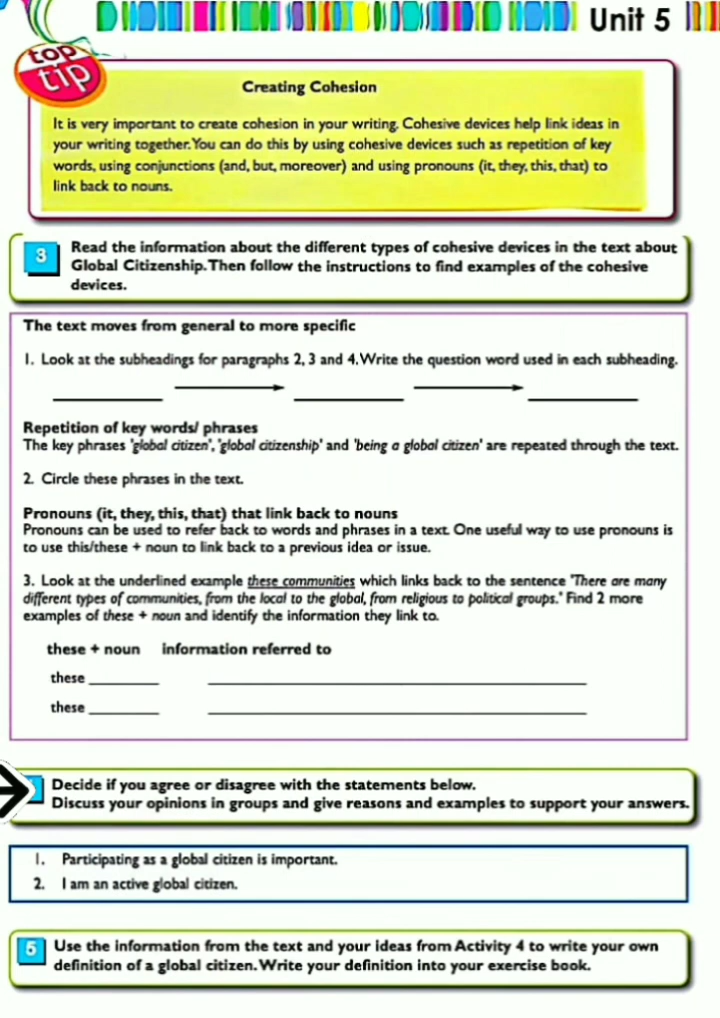 Unit 5
top
tip
Creating Cohesion
It is very important to create cohesion in your writing. Cohesive devices help link ideas in
your writing together. You can do this by using cohesive devices such as repetition of key
words, using conjunctions (and, but, moreover) and using pronouns (it, they, this, that) to
link back to nouns.
3
Read the information about the different types of cohesive devices in the text about
Global Citizenship. Then follow the instructions to find examples of the cohesive
devices.
The text moves from general to more specific
1. Look at the subheadings for paragraphs 2, 3 and 4. Write the question word used in each subheading.
Repetition of key words/ phrases
The key phrases 'global citizen', 'global citizenship' and 'being a global citizen' are repeated through the text.
2. Circle these phrases in the text.
Pronouns (it, they, this, that) that link back to nouns
Pronouns can be used to refer back to words and phrases in a text. One useful way to use pronouns is
to use this/these + noun to link back to a previous idea or issue.
3. Look at the underlined example these communities which links back to the sentence 'There are many
different types of communities, from the local to the global, from religious to political groups.' Find 2 more
examples of these + noun and identify the information they link to.
these + noun information referred to
these
these
Decide if you agree or disagree with the statements below.
Discuss your opinions in groups and give reasons and examples to support your answers.
1. Participating as a global citizen is important.
2. I am an active global citizen.
5
Use the information from the text and your ideas from Activity 4 to write your own
definition of a global citizen. Write your definition into your exercise book.